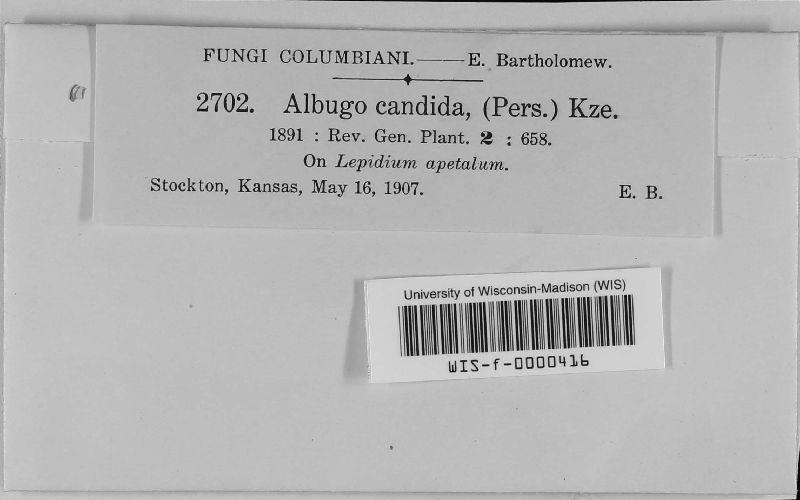 FUNGI COLUMBIANI.——E. Bartholomew.
2702. Albugo candida, (Pers.) Kze.
1891 : Rev. Gen. Plant. 2 : 658.
On Lepidium apetalum.
Stockton, Kansas, May 16, 1907. E. B.
University of Wisconsin-Madison (WIS)
WIS-f-0000416